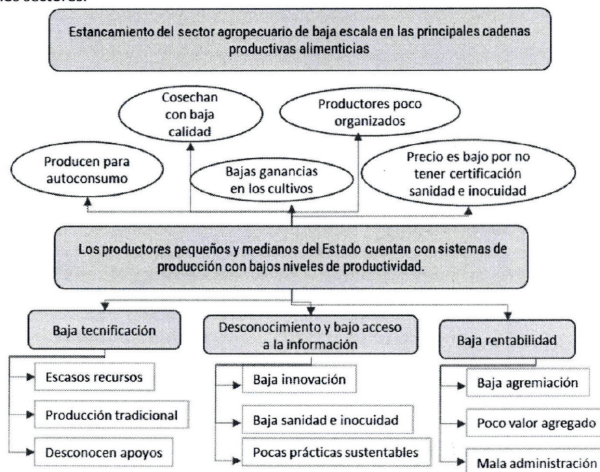 sectores.
Estancamiento del sector agropecuario de baja escala en las principales cadenas
productivas alimenticias
Cosechan
con baja
calidad
Productores poco
organizados
Producen para
autoconsumo
Bajas ganancias
en los cultivos
Precio es bajo por no
tener certificación
sanidad e inocuidad
Los productores pequeños y medianos del Estado cuentan con sistemas de
producción con bajos niveles de productividad.
Baja tecnificación
Desconocimiento y bajo acceso
a la información
Baja rentabilidad
Escasos recursos
Baja innovación
Baja agremiación
Producción tradicional
Baja sanidad e inocuidad
Poco valor agregado
Desconocen apoyos
Pocas prácticas sustentables
Mala administración